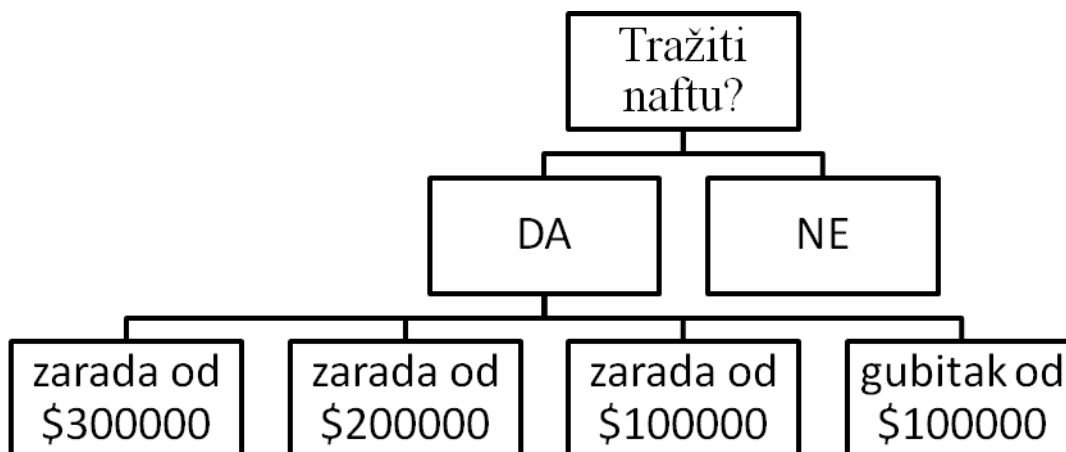 Tražiti
naftu?
DA
NE
zarada od
$300000
zarada od
$200000
zarada od
$100000
gubitak od
$100000